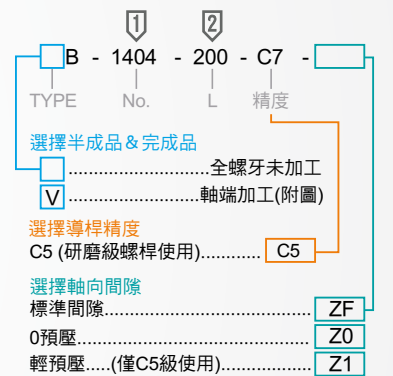 1 2
B - 1404 - 200 - C7 -
TYPE No. L 精度
選擇半成品&完成品
............................全螺牙未加工
V ..........................軸端加工(附圖)
選擇導桿精度
C5 (研磨級螺桿使用)............ C5
選擇軸向間隙
標準間隙......................................... ZF
0預壓.............................................. Z0
輕預壓.....(僅C5級使用).................. Z1